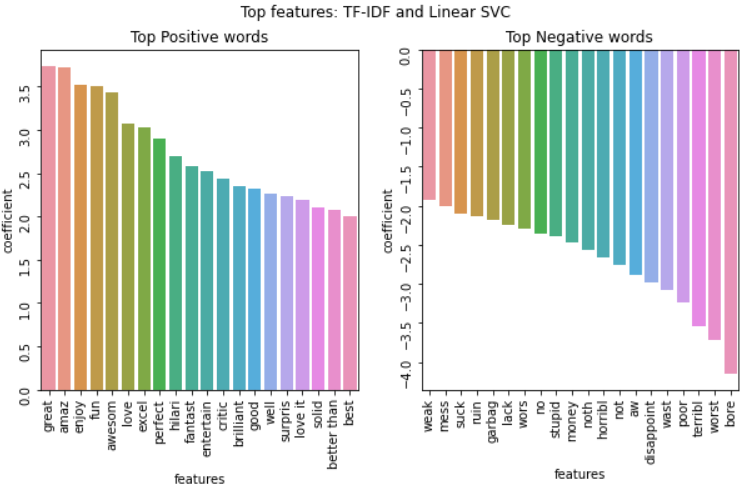 Top features: TF-IDF and Linear SVC
Top Positive words
coefficient
3.5
3.0
2.5
2.0
1.5
1.0
0.5
0.0
great
amaz
enjoy
fun
awesom
love
excel
perfect
hilari
fantast
entertain
critic
brilliant
good
well
surpris
love it
solid
better than
best
features
Top Negative words
coefficient
0.0
−0.5
−1.0
−1.5
−2.0
−2.5
−3.0
−3.5
−4.0
weak
mess
suck
ruin
garbag
lack
wors
no
stupid
money
noth
horribl
not
aw
disappoint
wast
poor
terribl
worst
bore
features